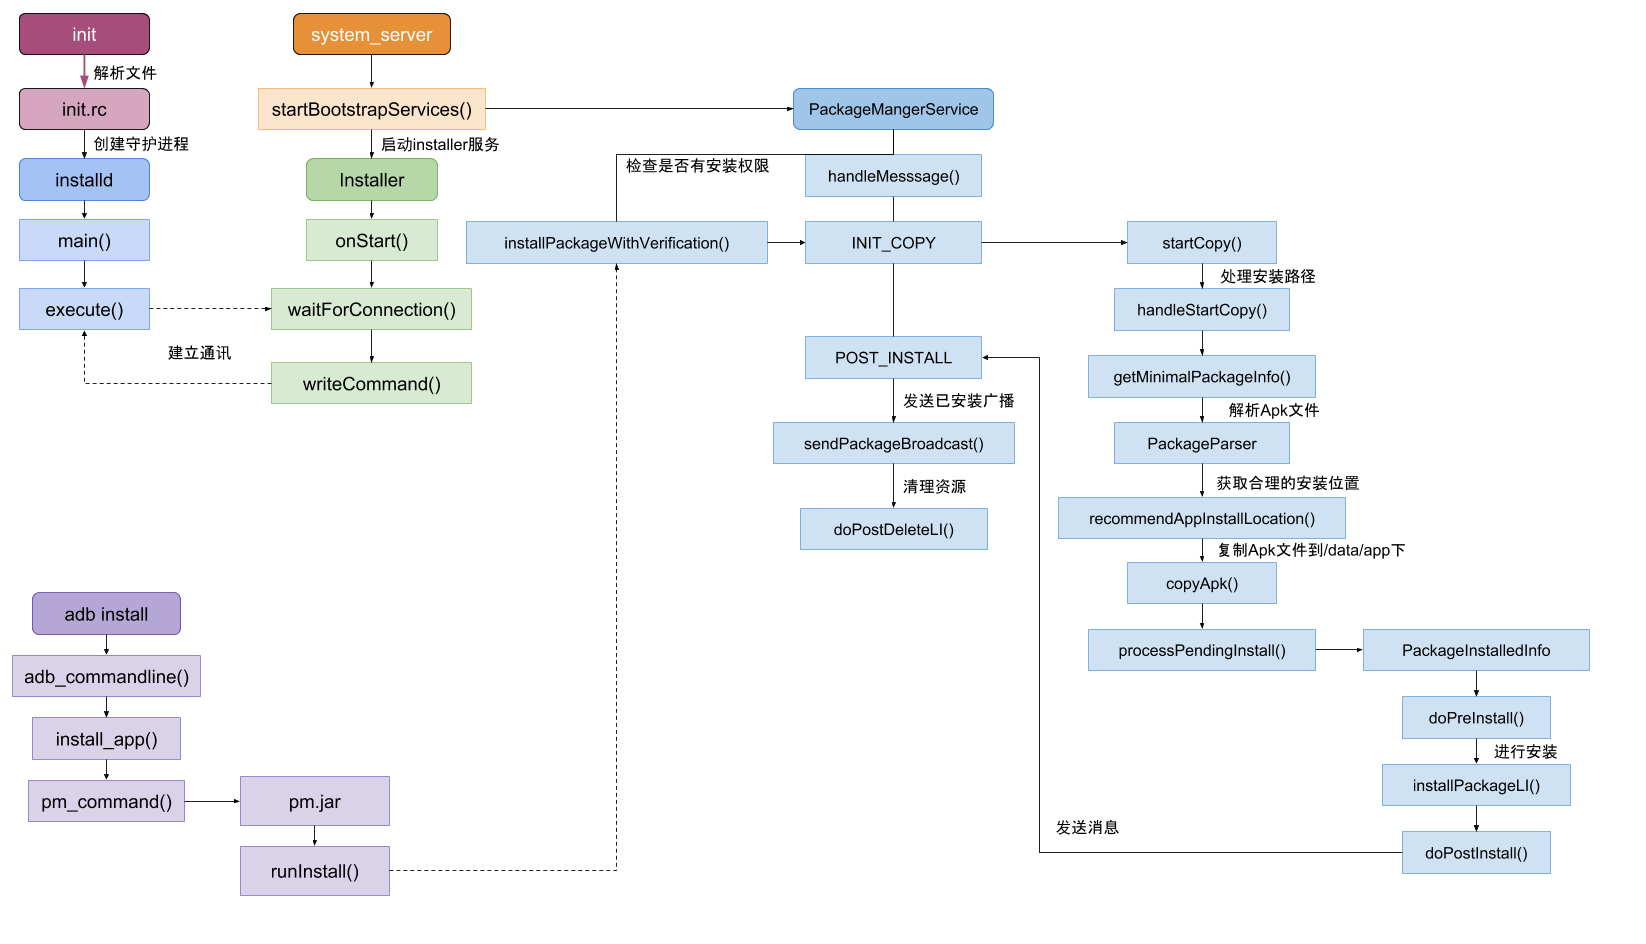 init
system_server
解析文件
init.rc
startBootstrapServices()
PackageMangerService
创建守护进程
启动installer服务
检查是否有安装权限
installd
Installer
handleMesssage()
main()
onStart()
installPackageWithVerification()
INIT_COPY
startCopy()
处理安装路径
execute()
waitForConnection()
handleStartCopy()
建立通讯
POST_INSTALL
writeCommand()
getMinimalPackageInfo()
发送已安装广播
解析Apk文件
sendPackageBroadcast()
PackageParser
清理资源
获取合理的安装位置
doPostDeleteLI()
recommendAppInstallLocation()
复制Apk文件到/data/app下
copyApk()
adb install
processPendingInstall()
PackageInstalledInfo
adb_commandline()
doPreInstall()
install_app()
进行安装
installPackageLI()
pm_command()
pm.jar
发送消息
doPostInstall()
runInstall()